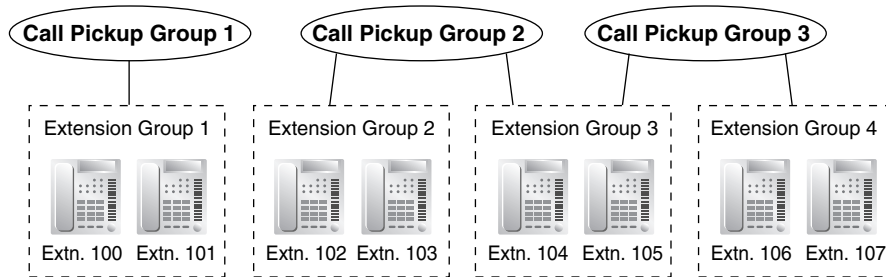 Call Pickup Group 1
Call Pickup Group 2
Call Pickup Group 3
Extension Group 1
Extension Group 2
Extension Group 3
Extension Group 4
Extn. 100
Extn. 101
Extn. 102
Extn. 103
Extn. 104
Extn. 105
Extn. 106
Extn. 107